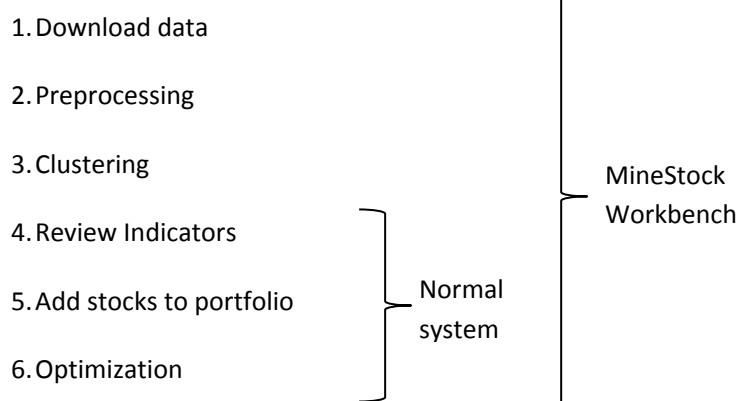 1.Download data
2.Preprocessing
3.Clustering
4.Review Indicators
5.Add stocks to portfolio
6.Optimization
Normal
system
MineStock
Workbench